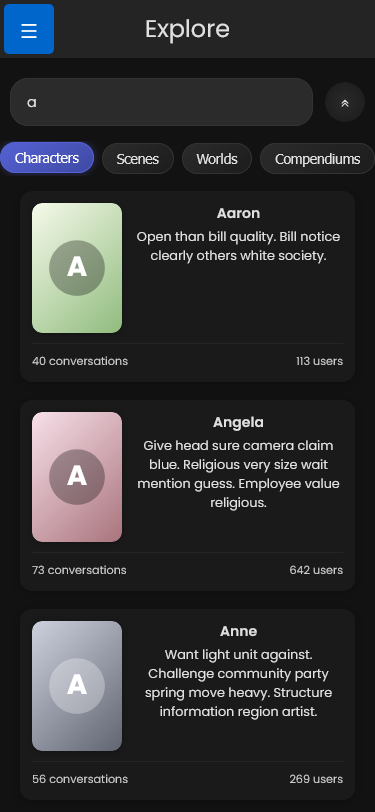 Explore
a
Characters Scenes Worlds Compendiums
Aaron
A
Open than bill quality. Bill notice
clearly others white society.
40 conversations 113 users
Angela
A
Give head sure camera claim
blue. Religious very size wait
mention guess. Employee value
religious.
73 conversations 642 users
Anne
A
Want light unit against.
Challenge community party
spring move heavy. Structure
information region artist.
56 conversations 269 users